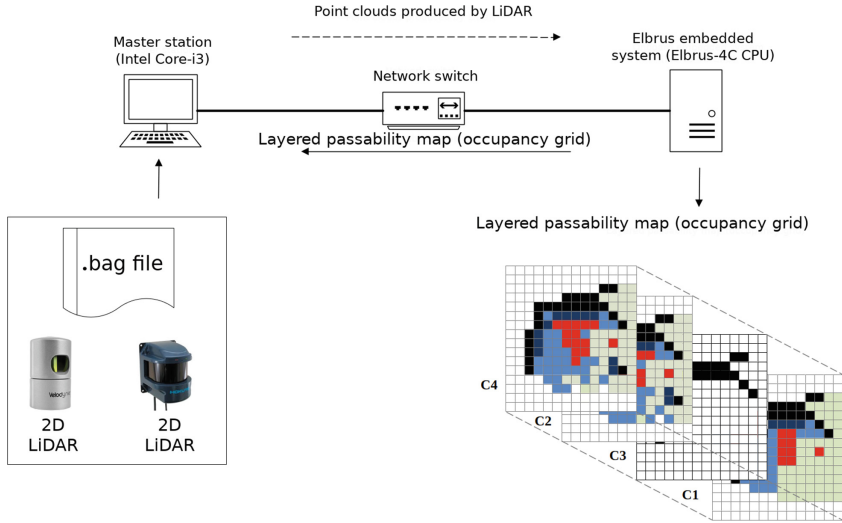 Point clouds produced by LiDAR
Master station
(Intel Core-i3)
Elbrus embedded
system (Elbrus-4C CPU)
Network switch
Layered passability map (occupancy grid)
Layered passability map (occupancy grid)
.bag file
Velodyne
2D
LiDAR
2D
LiDAR
C4
C2
C3
C1